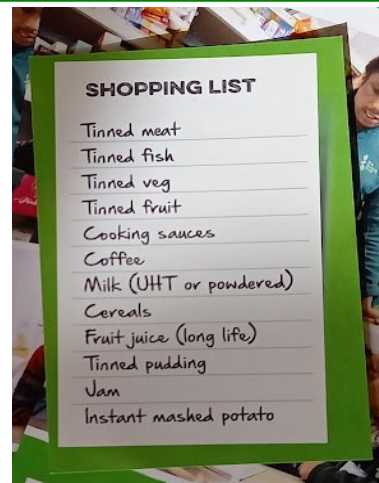 SHOPPING LIST
Tinned meat
Tinned fish
Tinned veg
Tinned fruit
Cooking sauces
Coffee
Milk (UHT or powdered)
Cereals
Fruit juice (long life)
Tinned pudding
Jam
Instant mashed potato